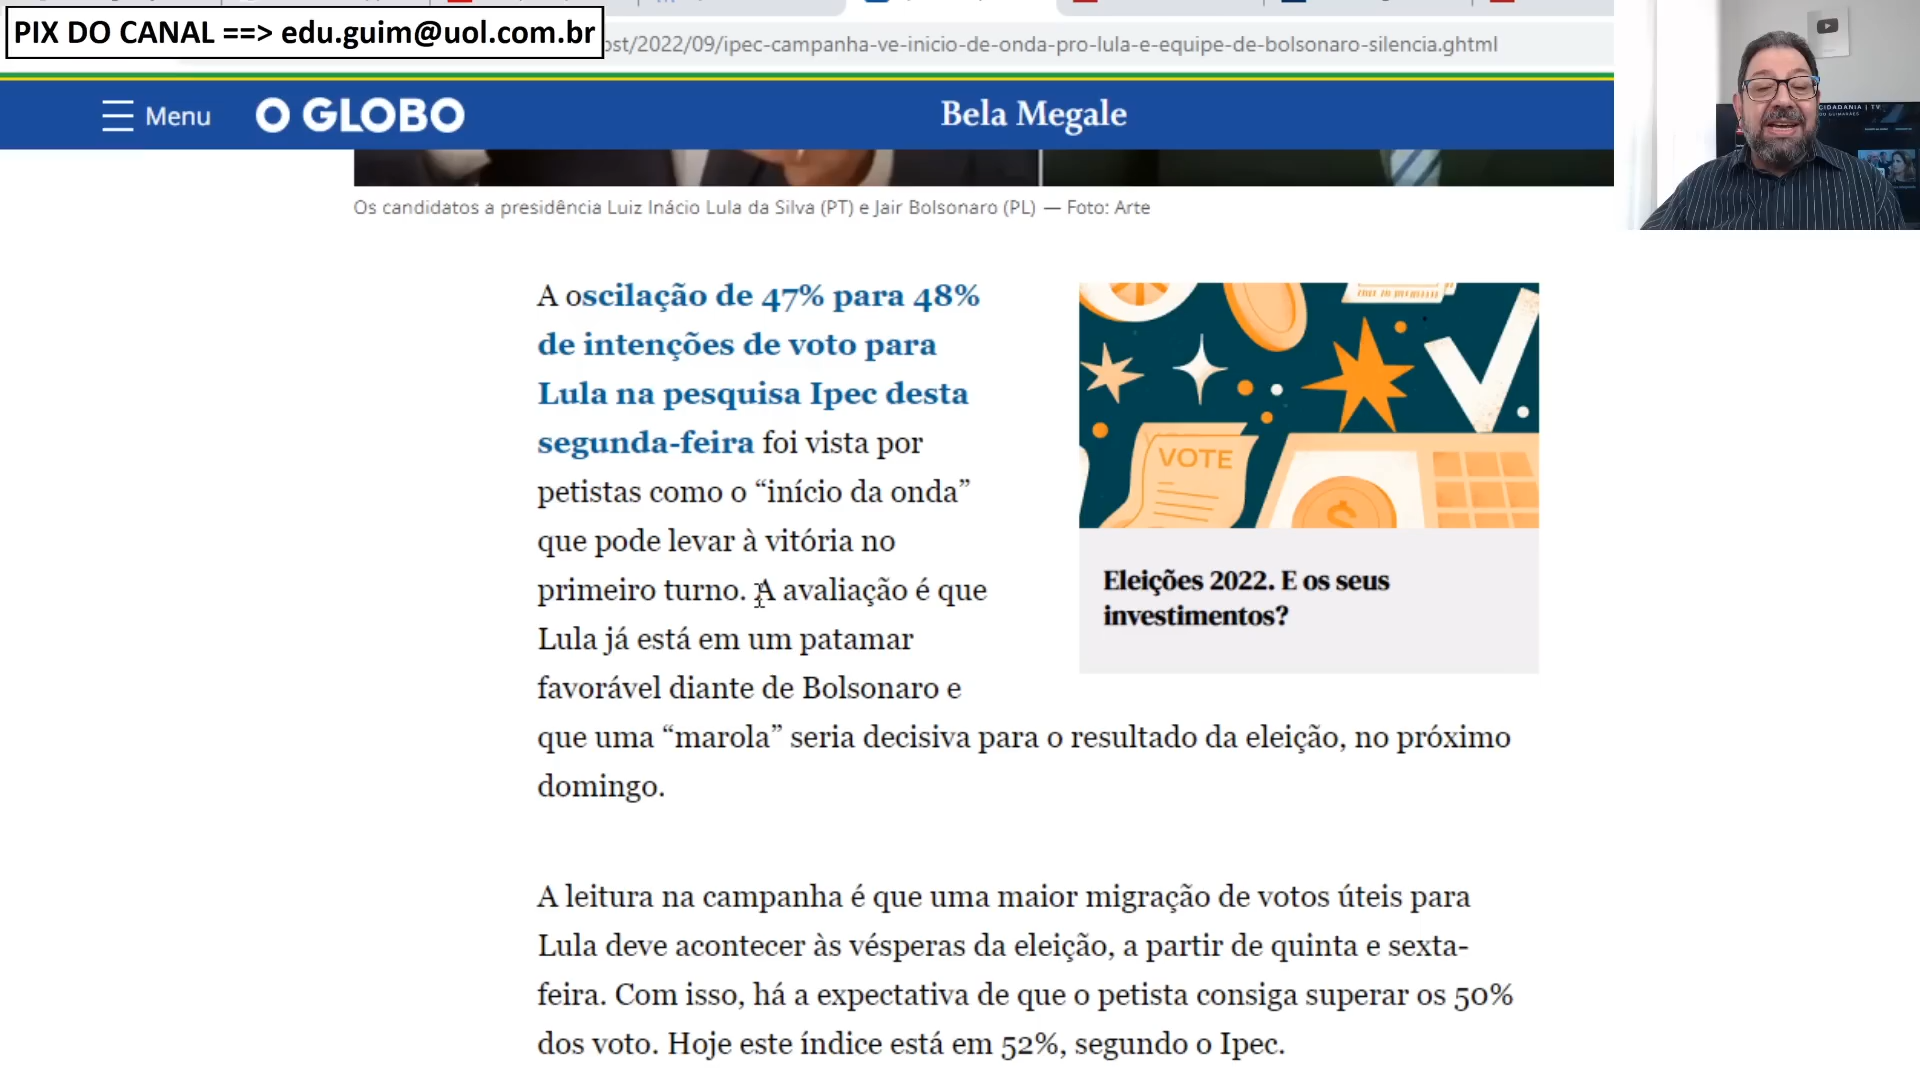 PIX DO CANAL ==> edu.guim@uol.com.br
ost/2022/09/ipec-campanha-ve-inicio-de-onda-pro-lula-e-equipe-de-bolsonaro-silencia.ghtml
Menu
O GLOBO
Bela Megale
CIDADANIA | TV
Os candidatos a presidência Luiz Inácio Lula da Silva (PT) e Jair Bolsonaro (PL) — Foto: Arte
A oscilação de 47% para 48%
de intenções de voto para
Lula na pesquisa Ipec desta
segunda-feira foi vista por
petistas como o “início da onda”
que pode levar à vitória no
primeiro turno. A avaliação é que
Lula já está em um patamar
favorável diante de Bolsonaro e
que uma “marola” seria decisiva para o resultado da eleição, no próximo
domingo.
VOTE
Eleições 2022. E os seus
investimentos?
A leitura na campanha é que uma maior migração de votos úteis para
Lula deve acontecer às vésperas da eleição, a partir de quinta e sexta-
feira. Com isso, há a expectativa de que o petista consiga superar os 50%
dos voto. Hoje este índice está em 52%, segundo o Ipec.